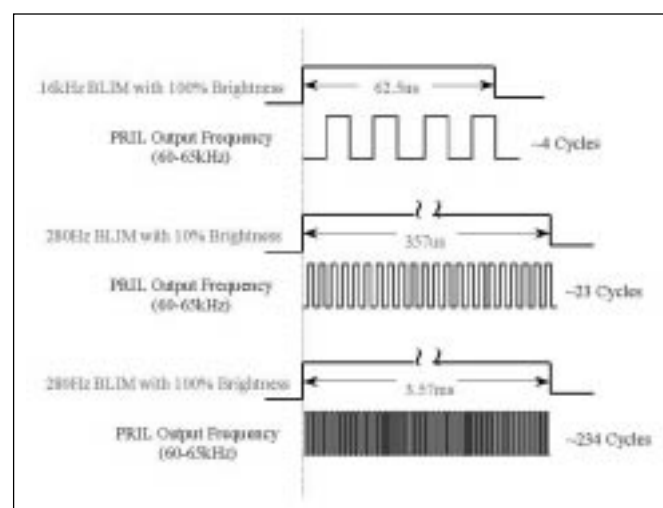 16kHz BLIM with 100% Brightness
62.5us
PRIL Output Frequency
(60-65kHz)
~4 Cycles
280Hz BLIM with 10% Brightness
357us
PRIL Output Frequency
(60-65kHz)
~23 Cycles
280Hz BLIM with 100% Brightness
3.57ms
PRIL Output Frequency
(60-65kHz)
~234 Cycles